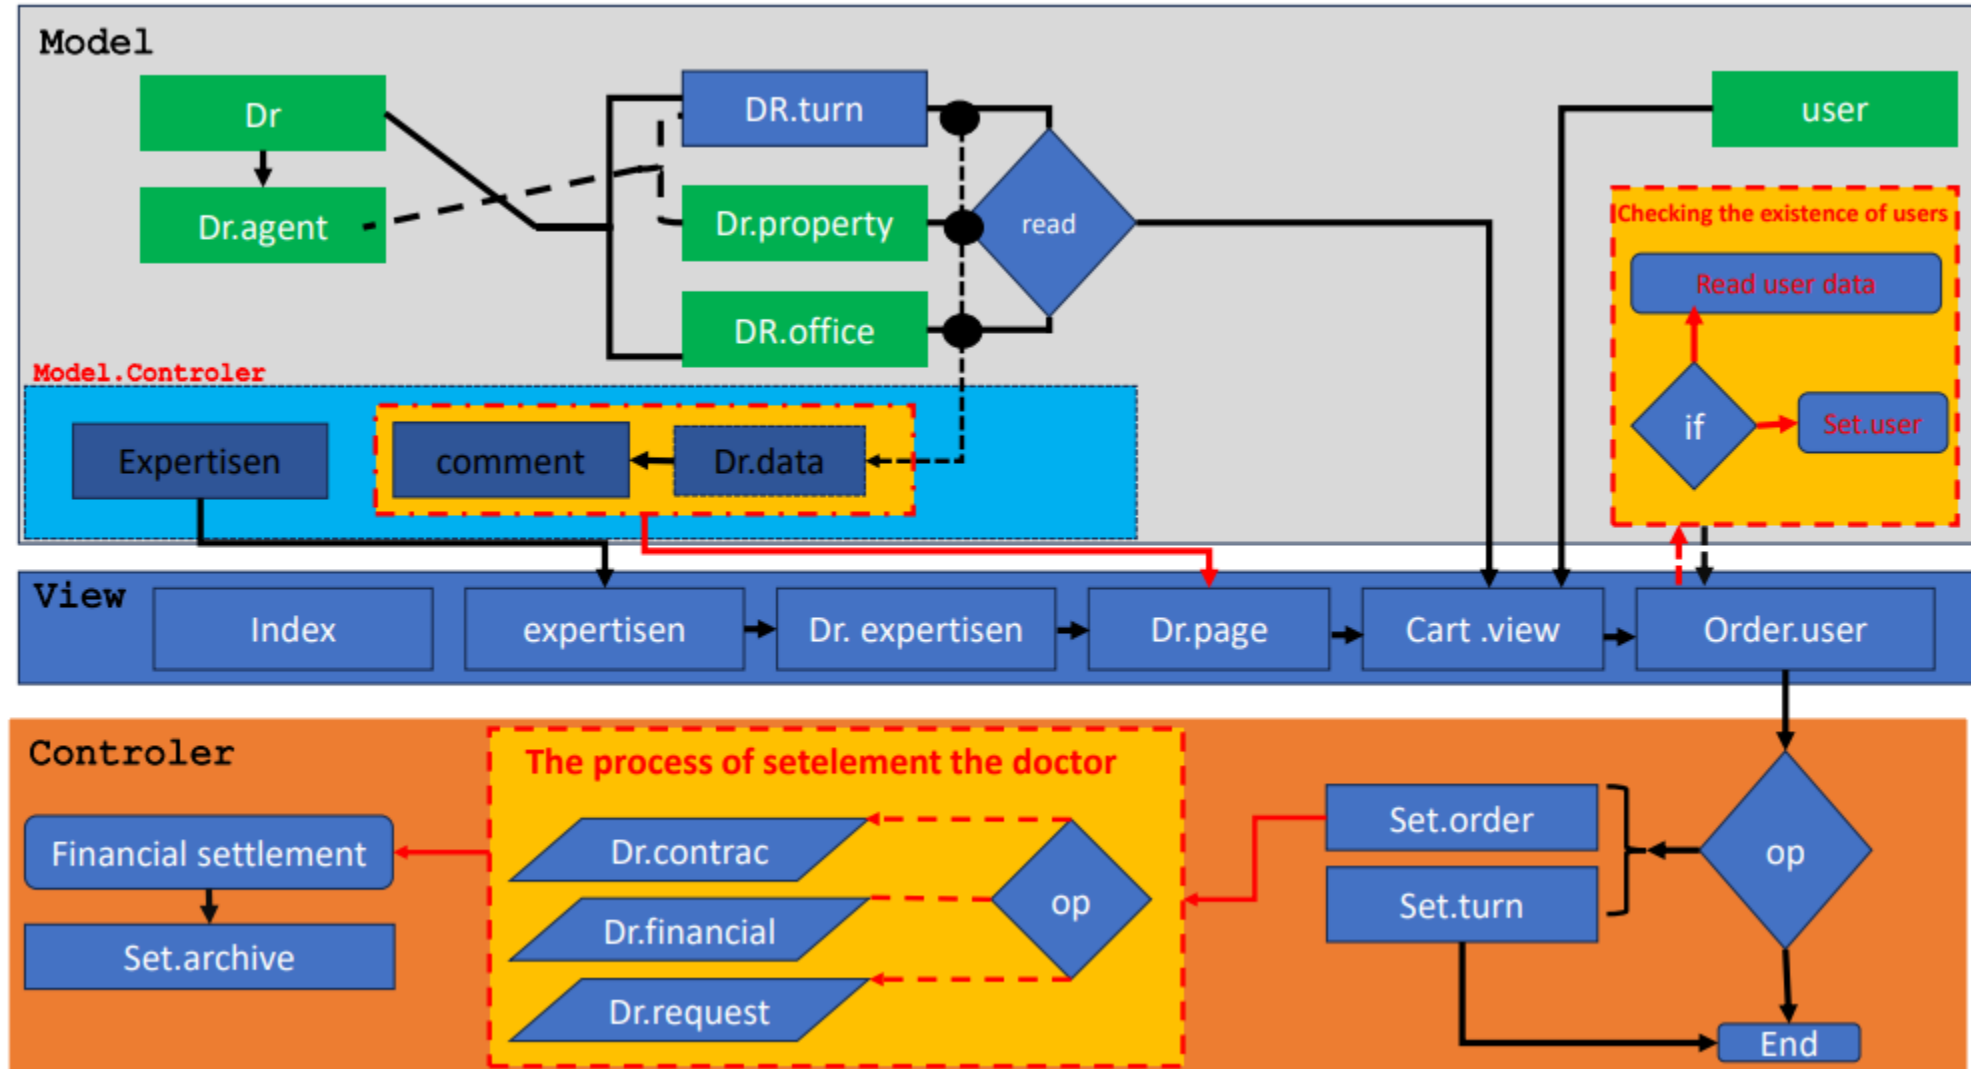 Model
Dr
DR.turn
user
Dr.agent
Dr.property
read
Checking the existence of users
Read user data
DR.office
Model.Controler
if
Set.user
Expertisen
comment
Dr.data
View
Index
expertisen
Dr. expertisen
Dr.page
Cart .view
Order.user
Controler
The process of setelement the doctor
Financial settlement
Dr.contrac
Set.order
op
op
Set.turn
Dr.financial
Set.archive
Dr.request
End